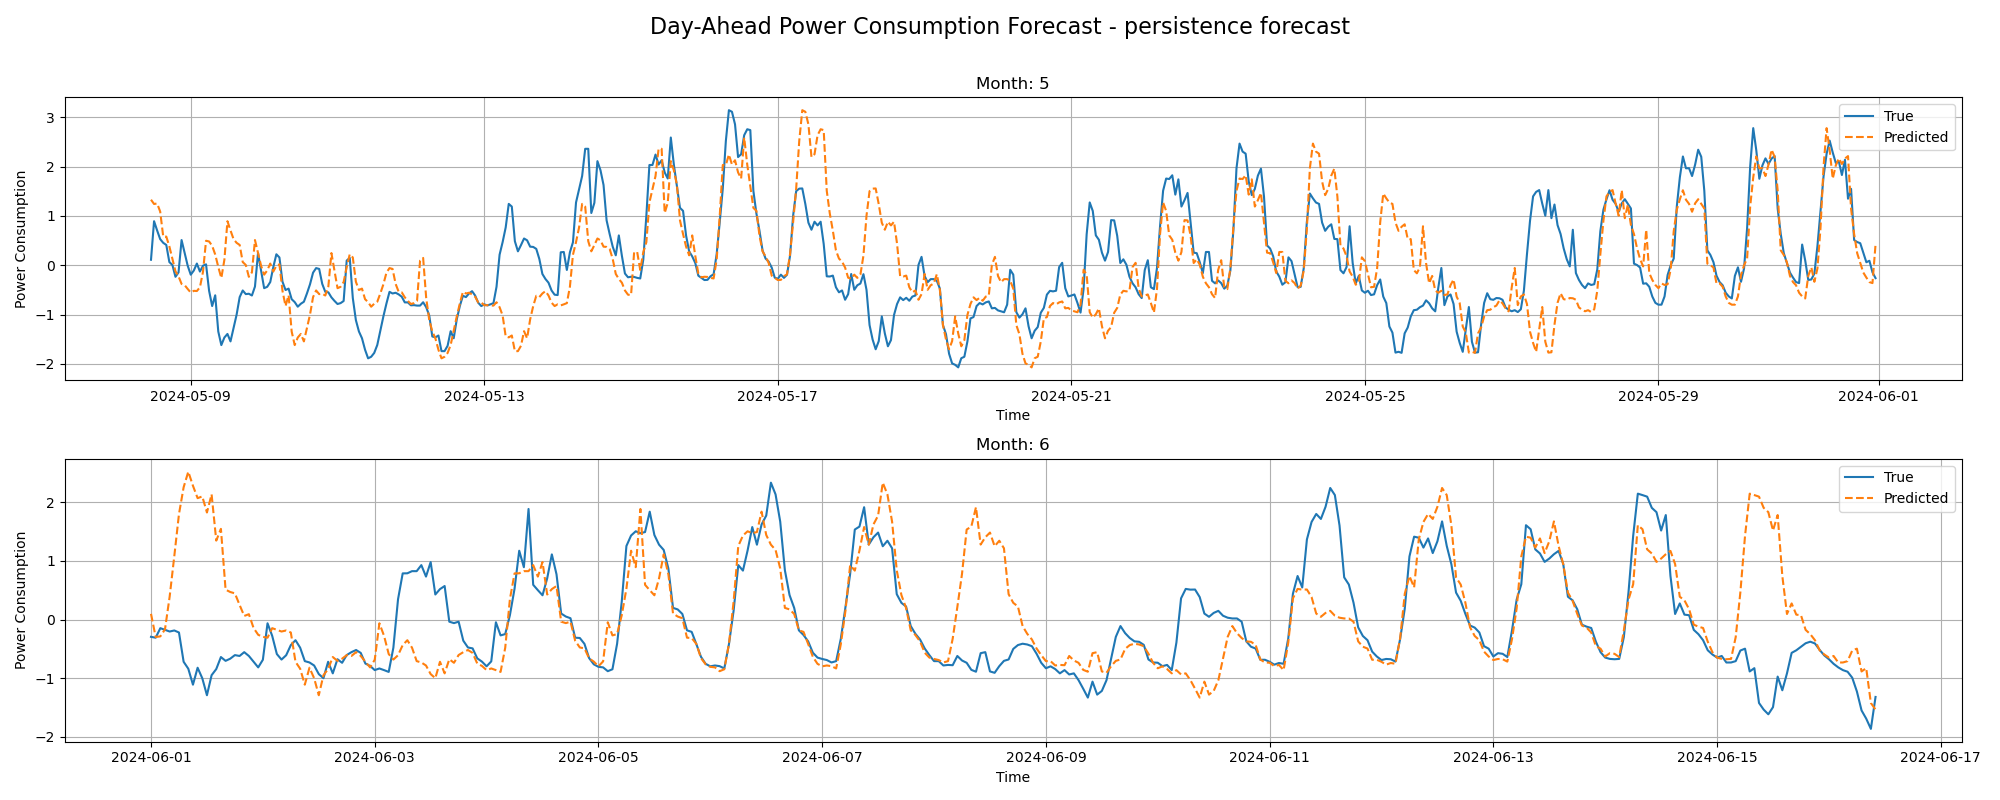 Day-Ahead Power Consumption Forecast - persistence forecast
Month: 5
Power Consumption
3
2
1
0
−1
−2
True
Predicted
2024-05-09 2024-05-13 2024-05-17 2024-05-21 2024-05-25 2024-05-29 2024-06-01
Time
Month: 6
Power Consumption
2
1
0
−1
−2
True
Predicted
2024-06-01 2024-06-03 2024-06-05 2024-06-07 2024-06-09 2024-06-11 2024-06-13 2024-06-15 2024-06-17
Time